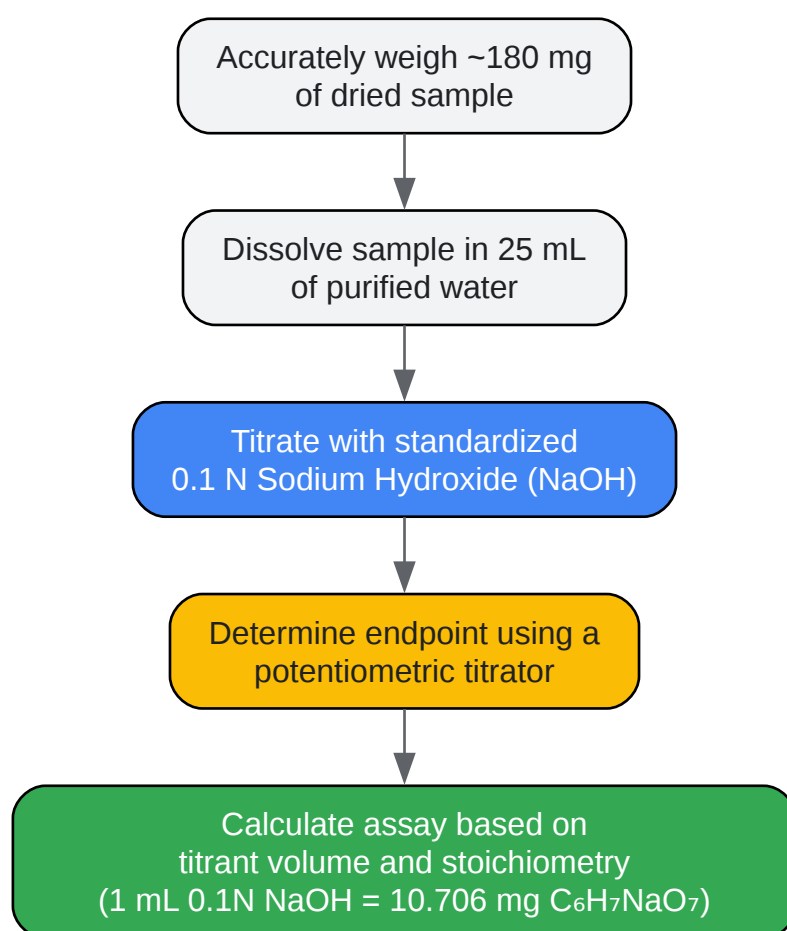 Accurately weigh ~180 mg
of dried sample
Dissolve sample in 25 mL
of purified water
Titrate with standardized
0.1 N Sodium Hydroxide (NaOH)
Determine endpoint using a
potentiometric titrator
Calculate assay based on
titrant volume and stoichiometry
(1 mL 0.1N NaOH = 10.706 mg C₆H₇NaO₇)